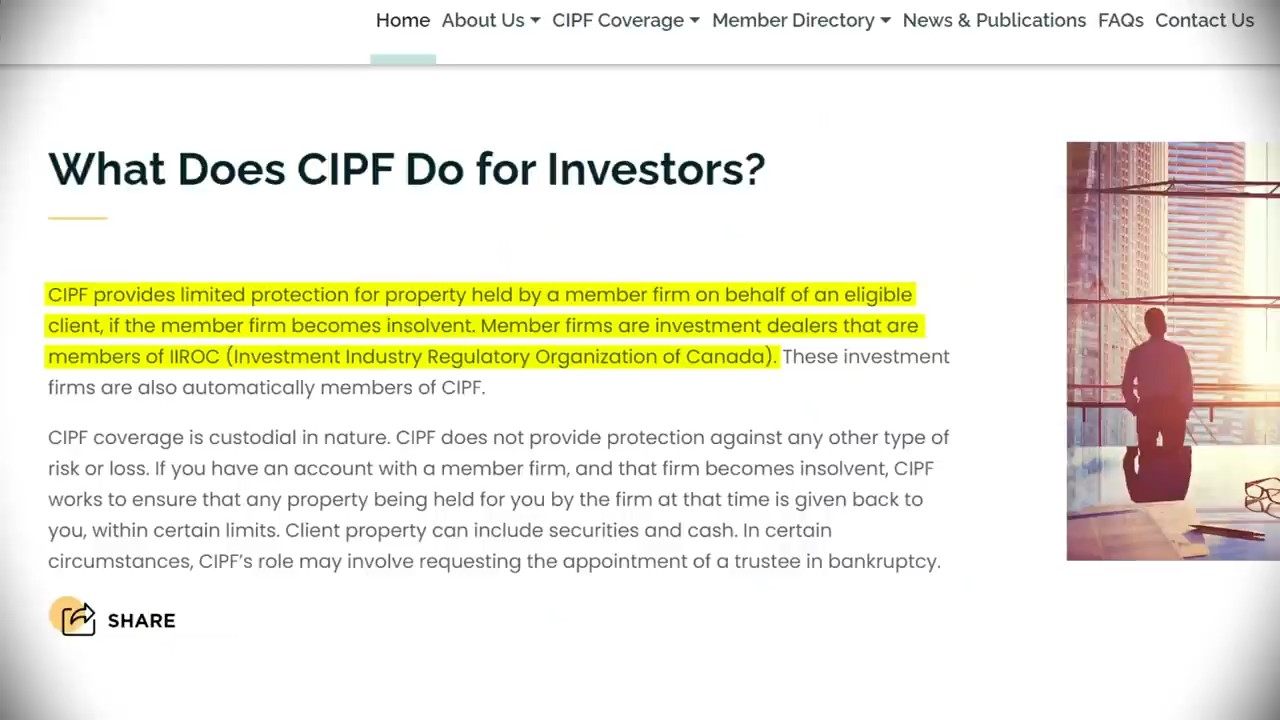 Home About Us CIPF Coverage Member Directory News & Publications FAQs Contact Us
What Does CIPF Do for Investors?
CIPF provides limited protection for property held by a member firm on behalf of an eligible
client, if the member firm becomes insolvent. Member firms are investment dealers that are
members of IIROC (Investment Industry Regulatory Organization of Canada). These investment
firms are also automatically members of CIPF.
CIPF coverage is custodial in nature. CIPF does not provide protection against any other type of
risk or loss. If you have an account with a member firm, and that firm becomes insolvent, CIPF
works to ensure that any property being held for you by the firm at that time is given back to
you, within certain limits. Client property can include securities and cash. In certain
circumstances, CIPF’s role may involve requesting the appointment of a trustee in bankruptcy.
SHARE